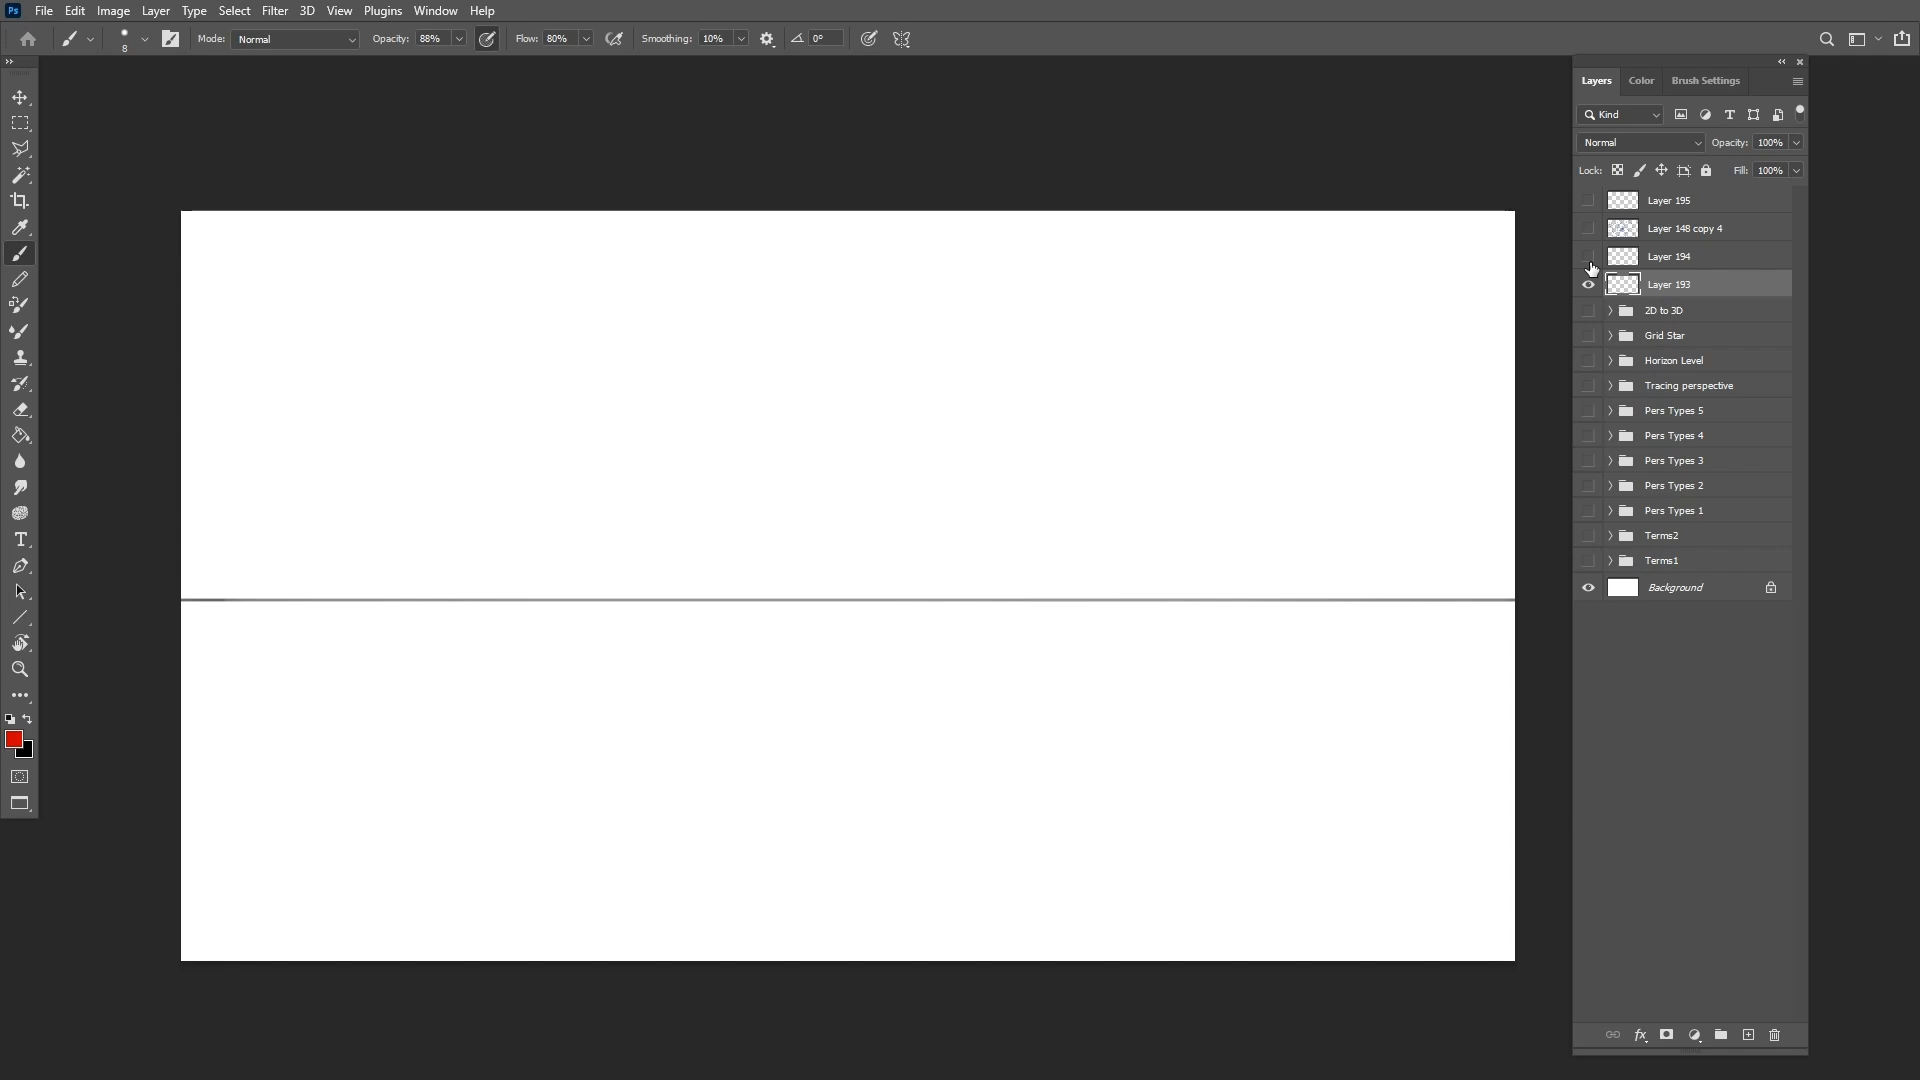 Ps File Edit Image Layer Type Select Filter 3D View Plugins Window Help
8 Mode: Normal Opacity: 88% Flow: 80% Smoothing: 10% 0°
Layers Color Brush Settings
Kind
Normal Opacity: 100%
Lock: Fill: 100%
Layer 195
Layer 148 copy 4
Layer 194
Layer 193
2D to 3D
Grid Star
Horizon Level
Tracing perspective
Pers Types 5
Pers Types 4
Pers Types 3
Pers Types 2
Pers Types 1
Terms2
Terms1
Background
fx